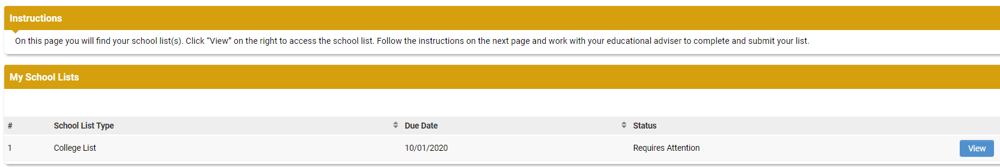 Instructions
On this page you will find your school list(s). Click “View” on the right to access the school list. Follow the instructions on the next page and work with your educational adviser to complete and submit your list.
My School Lists
# School List Type Due Date Status
1 College List 10/01/2020 Requires Attention View